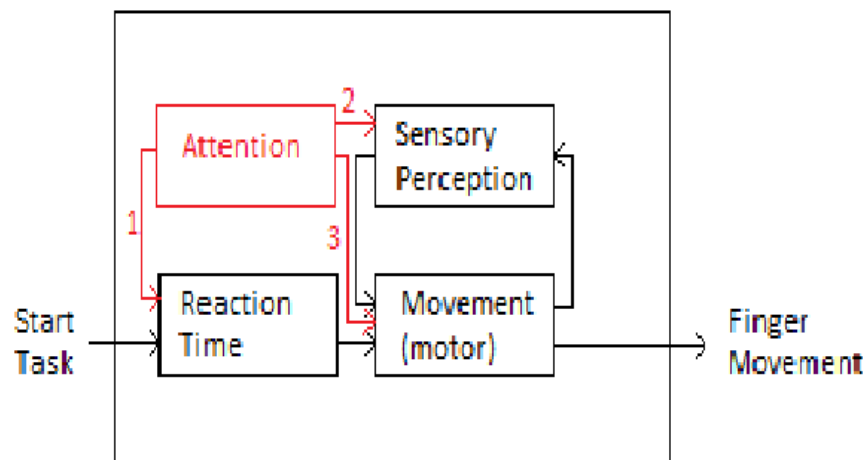 2
Attention
Sensory
Perception
1
3
Start
Task
Reaction
Time
Movement
(motor)
Finger
Movement